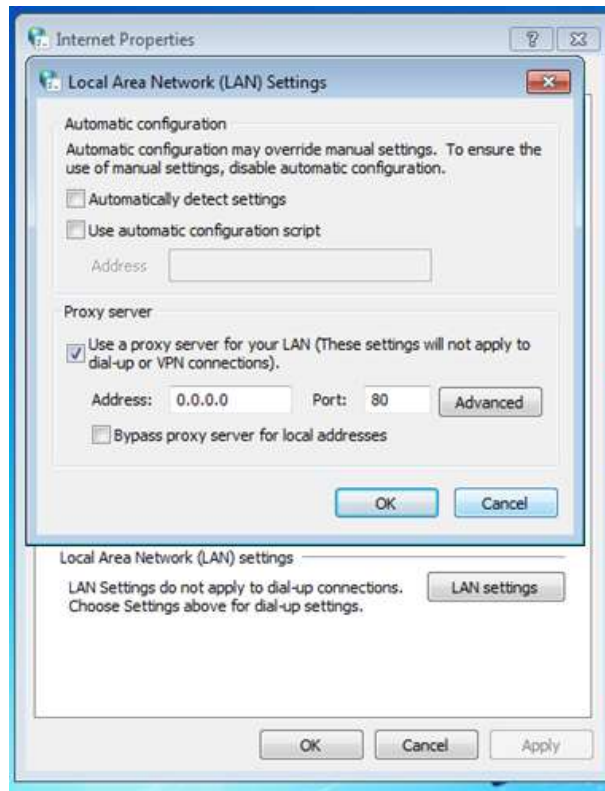 Internet Properties
Local Area Network (LAN) Settings
Automatic configuration
Automatic configuration may override manual settings. To ensure the
use of manual settings, disable automatic configuration.
Automatically detect settings
Use automatic configuration script
Address
Proxy server
Use a proxy server for your LAN (These settings will not apply to
dial-up or VPN connections).
Address: 0.0.0.0 Port: 80 Advanced
Bypass proxy server for local addresses
OK Cancel
Local Area Network (LAN) settings
LAN Settings do not apply to dial-up connections. LAN settings
Choose Settings above for dial-up settings.
OK Cancel Apply